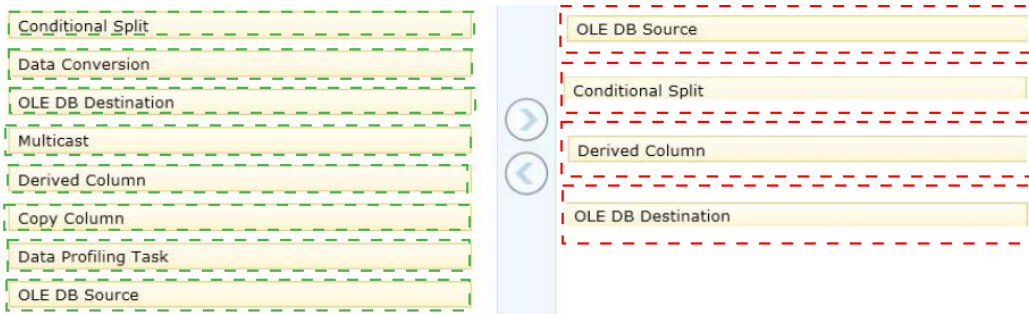 Conditional Split
Data Conversion
OLE DB Destination
Multicast
Derived Column
Copy Column
Data Profiling Task
OLE DB Source
OLE DB Source
Conditional Split
Derived Column
OLE DB Destination